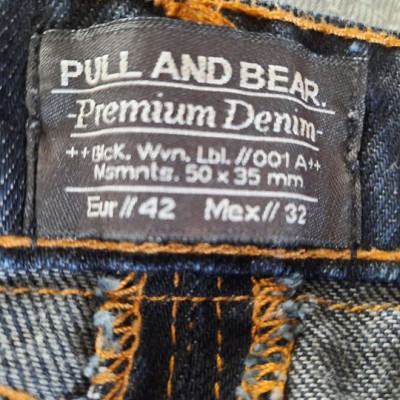 PULL AND BEAR.
-Premium Denim-
++Blck. Wvn. Lbl. //001 A++
Msmnts. 50 x 35 mm
Eur// 42 Mex// 32